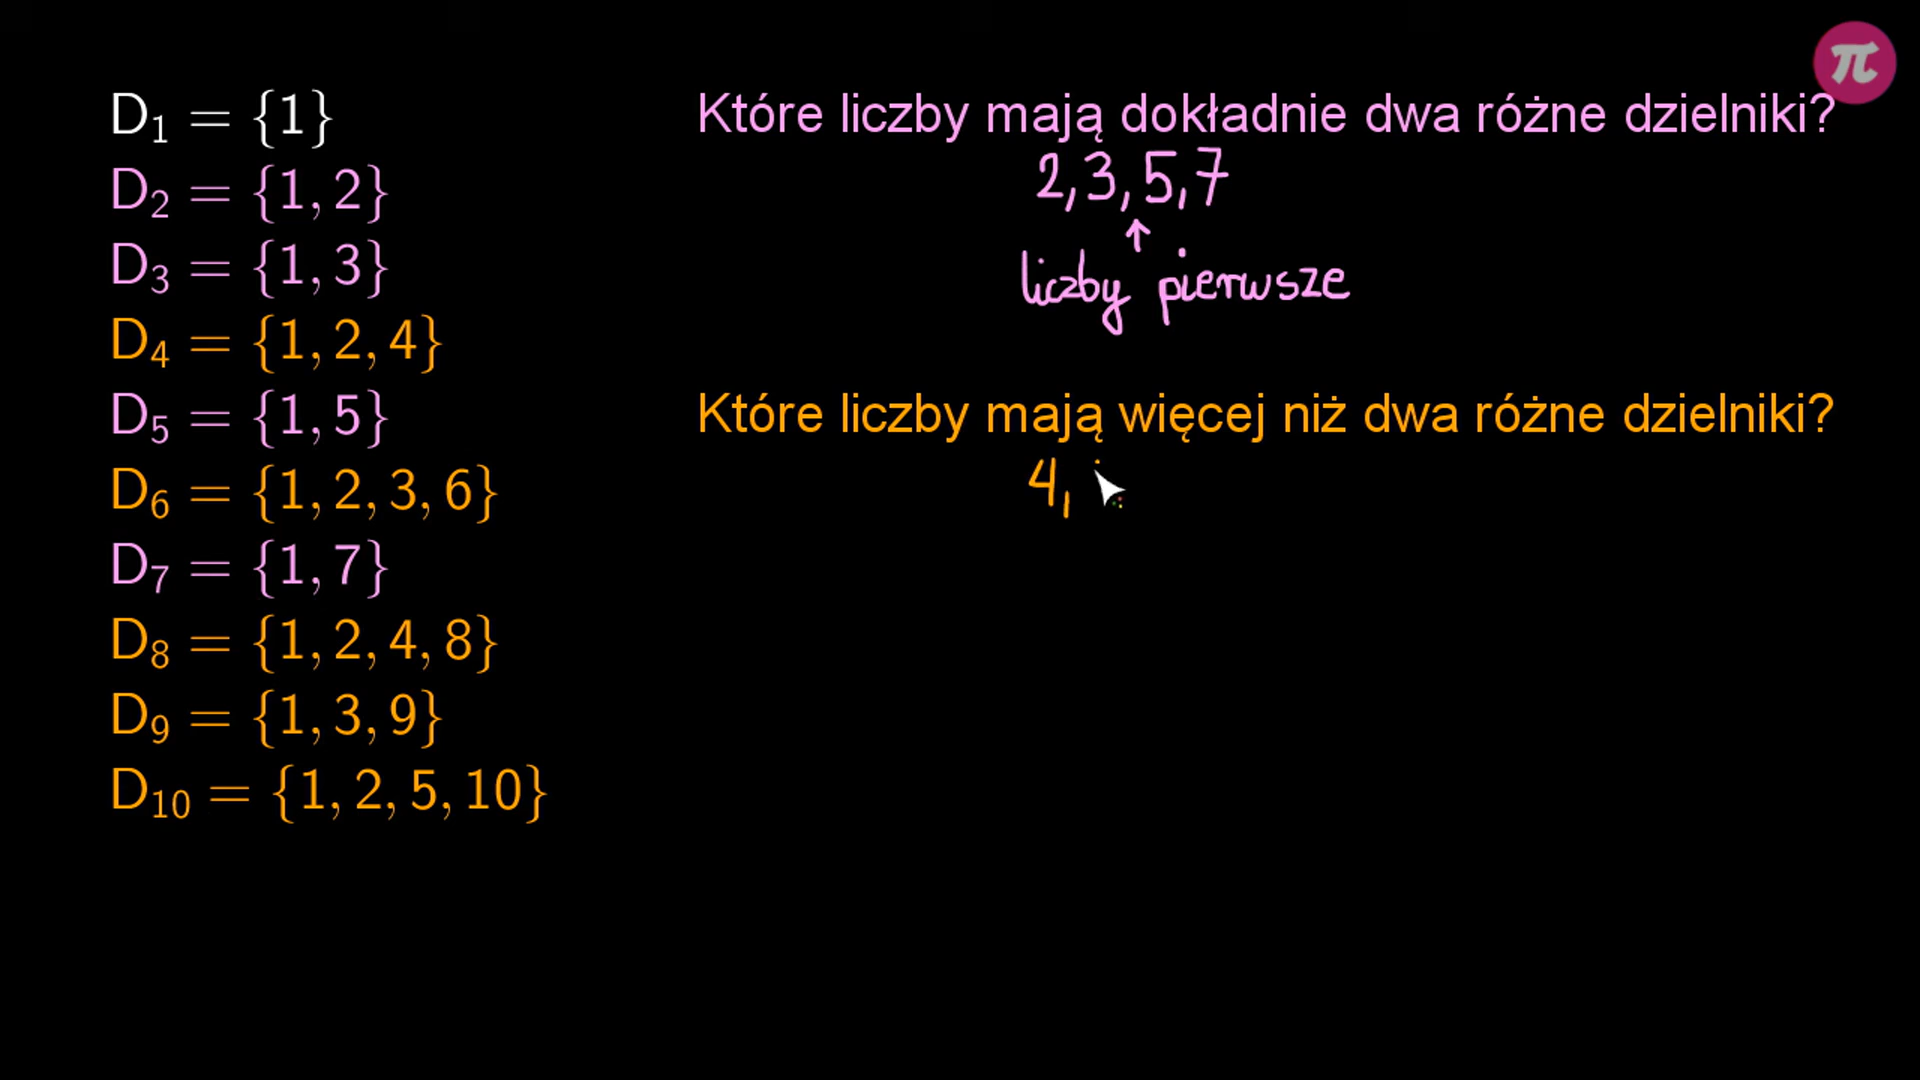 D₁ = {1}
D₂ = {1, 2}
D₃ = {1, 3}
D₄ = {1, 2, 4}
D₅ = {1, 5}
D₆ = {1, 2, 3, 6}
D₇ = {1, 7}
D₈ = {1, 2, 4, 8}
D₉ = {1, 3, 9}
D₁₀ = {1, 2, 5, 10}
π
Które liczby mają dokładnie dwa różne dzielniki?
2, 3, 5, 7
↑
liczby pierwsze
Które liczby mają więcej niż dwa różne dzielniki?
4,